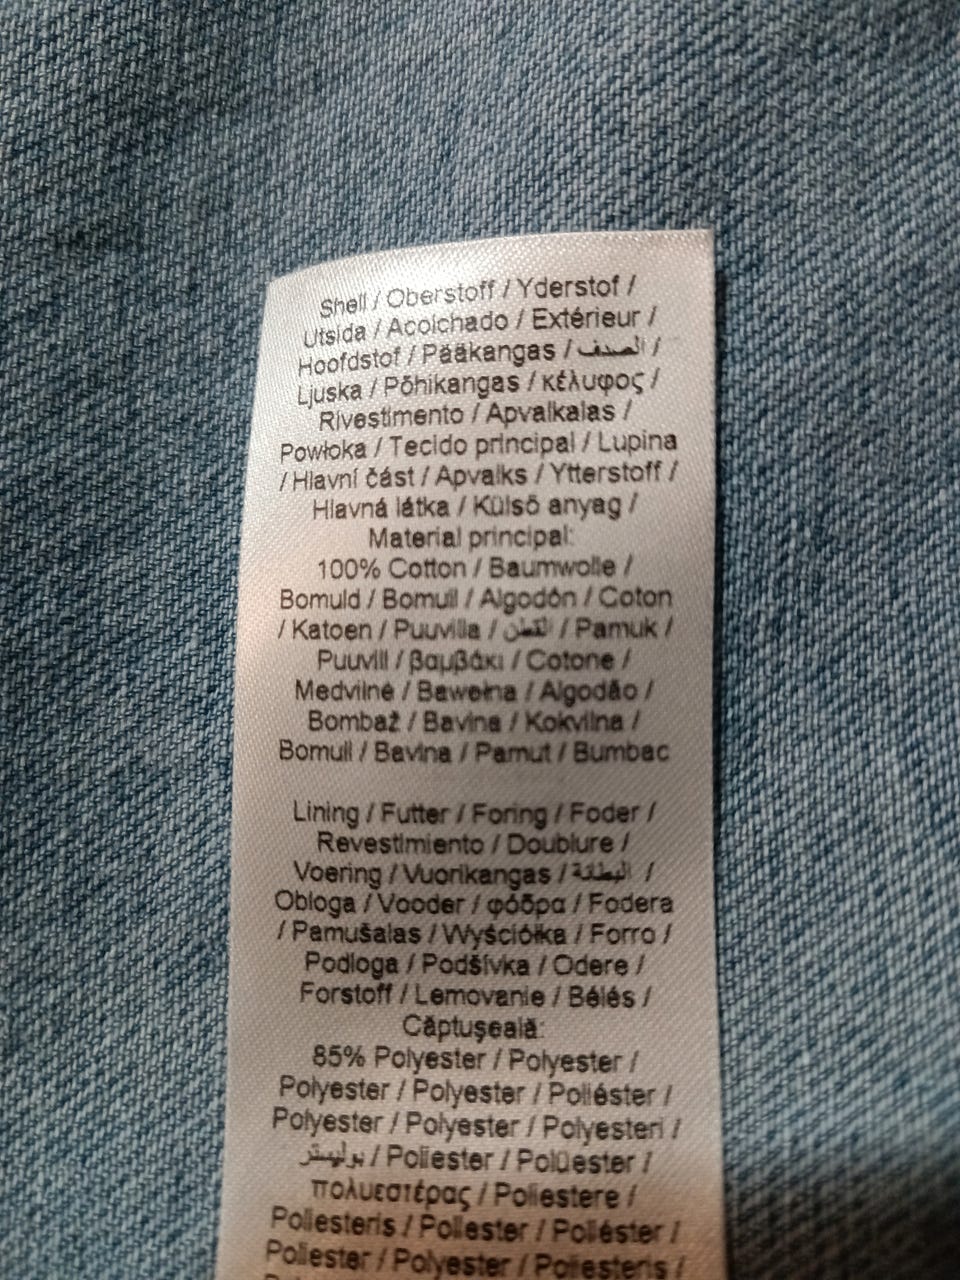 Shell / Oberstoff / Yderstof /
Utsida / Acolchado / Extérieur /
Hoofdstof / Pääkangas / الصدف /
Ljuska / Põhikangas / κέλυφος /
Rivestimento / Apvalkalas /
Powłoka / Tecido principal / Lupina
/ Hlavní část / Apvalks / Ytterstoff /
Hlavná látka / Külső anyag /
Material principal:
100% Cotton / Baumwolle /
Bomuld / Bomull / Algodón / Coton
/ Katoen / Puuvilla / القطن / Pamuk /
Puuvill / βαμβάκι / Cotone /
Medvilnė / Bawełna / Algodão /
Bombaž / Bavlna / Kokvilna /
Bomull / Bavlna / Pamut / Bumbac
Lining / Futter / Foring / Foder /
Revestimiento / Doublure /
Voering / Vuorikangas / البطانة /
Obloga / Vooder / φόδρα / Fodera
/ Pamušalas / Wyściółka / Forro /
Podloga / Podšívka / Odere /
Forstoff / Lemovanie / Bélés /
Căptușeală:
85% Polyester / Polyester /
Polyester / Polyester / Poliéster /
Polyester / Polyester / Polyesteri /
بوليستر / Poliester / Polüester /
πολυεστέρας / Poliestere /
Poliesteris / Poliester / Poliéster /
Poliester / Polyester / Poliesteris /